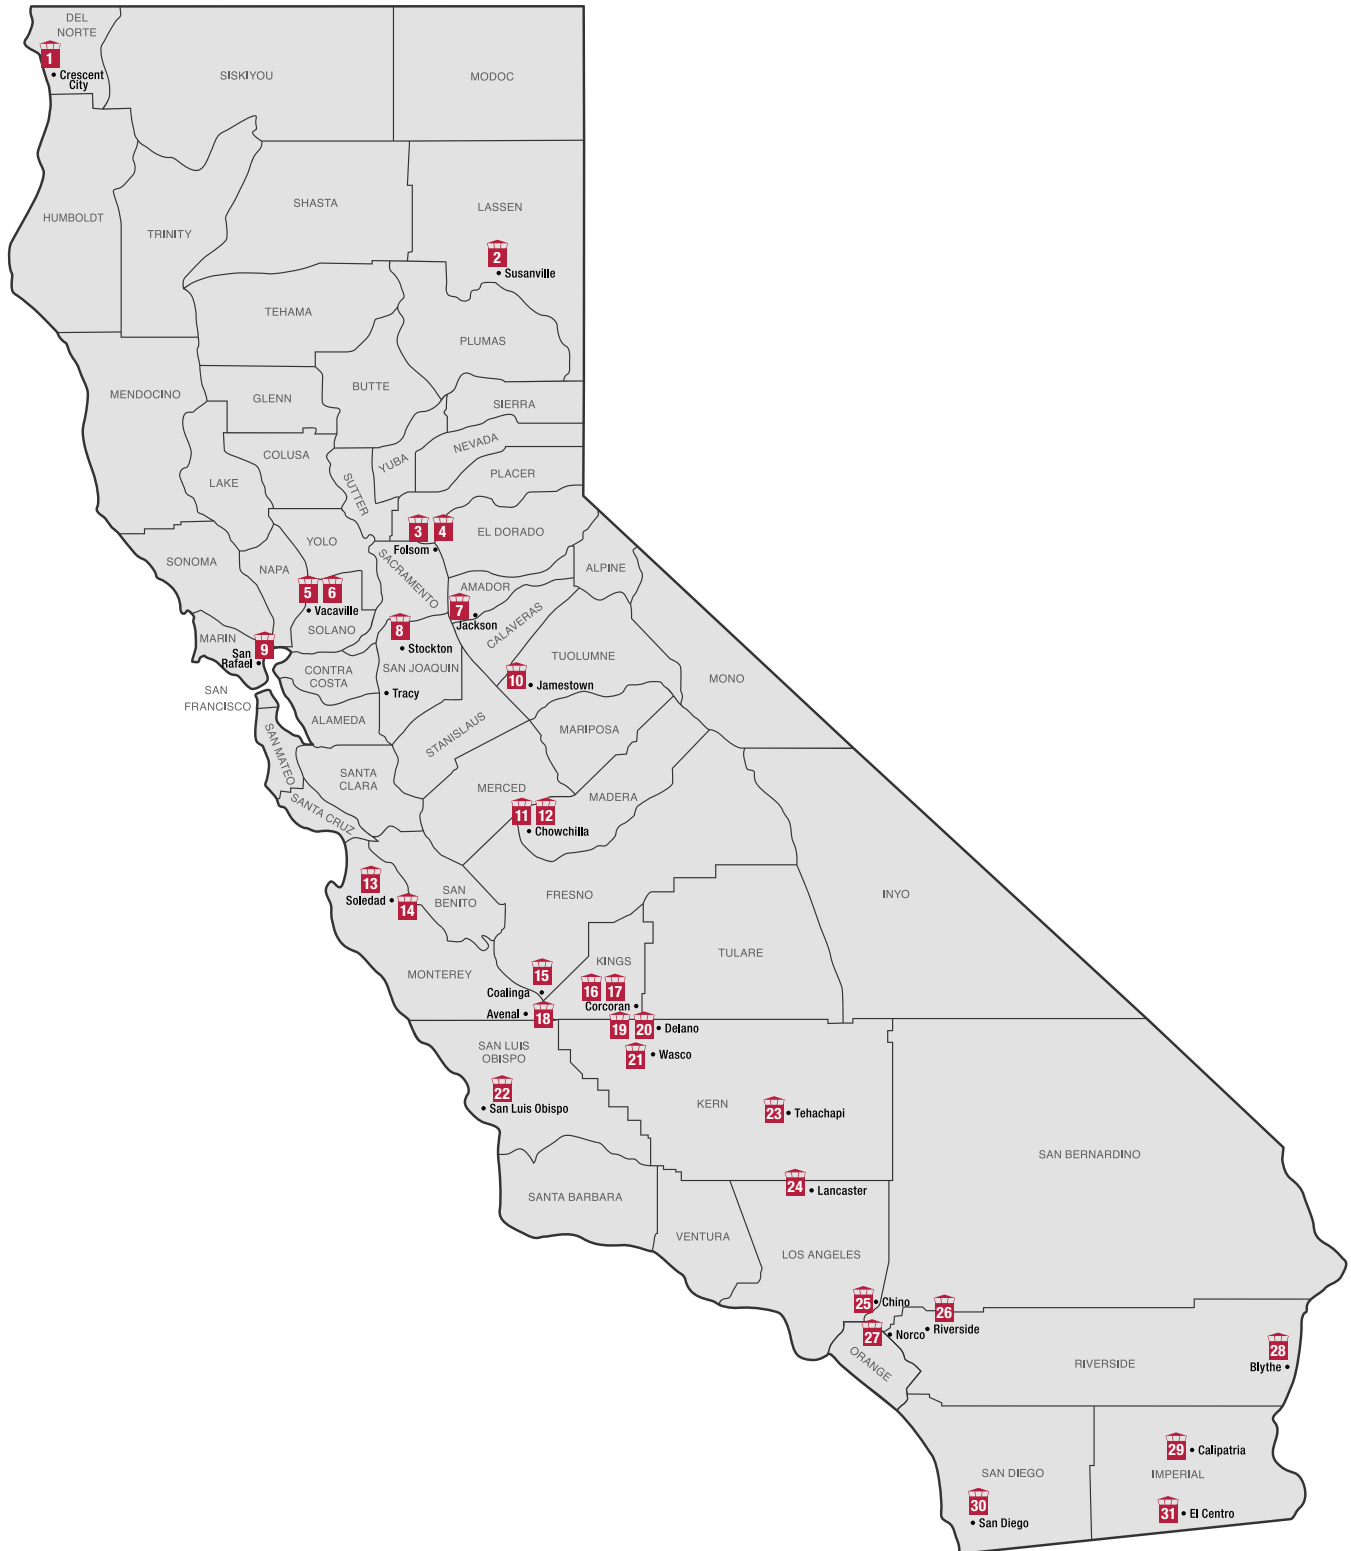 DEL
NORTE
1
Crescent
City
SISKIYOU
MODOC
HUMBOLDT
TRINITY
SHASTA
LASSEN
2
Susanville
TEHAMA
PLUMAS
MENDOCINO
GLENN
BUTTE
SIERRA
COLUSA
LAKE
SUTTER
YUBA
NEVADA
PLACER
3
4
Folsom
EL DORADO
SONOMA
NAPA
YOLO
SACRAMENTO
ALPINE
AMADOR
5
6
Vacaville
SOLANO
7
Jackson
CALAVERAS
8
Stockton
MARIN
9
San
Rafael
CONTRA
COSTA
SAN JOAQUIN
Tracy
TUOLUMNE
10
Jamestown
MONO
SAN
FRANCISCO
ALAMEDA
STANISLAUS
MARIPOSA
SAN MATEO
SANTA
CLARA
MERCED
MADERA
SANTA CRUZ
11
12
Chowchilla
13
Soledad
14
SAN
BENITO
FRESNO
INYO
TULARE
KINGS
MONTEREY
15
Coalinga
16
17
Corcoran
Avenal
18
19
20
Delano
21
Wasco
SAN LUIS
OBISPO
22
San Luis Obispo
KERN
23
Tehachapi
SAN BERNARDINO
24
Lancaster
SANTA BARBARA
VENTURA
LOS ANGELES
25
Chino
26
Riverside
27
Norco
ORANGE
RIVERSIDE
28
Blythe
29
Calipatria
SAN DIEGO
IMPERIAL
30
San Diego
31
El Centro